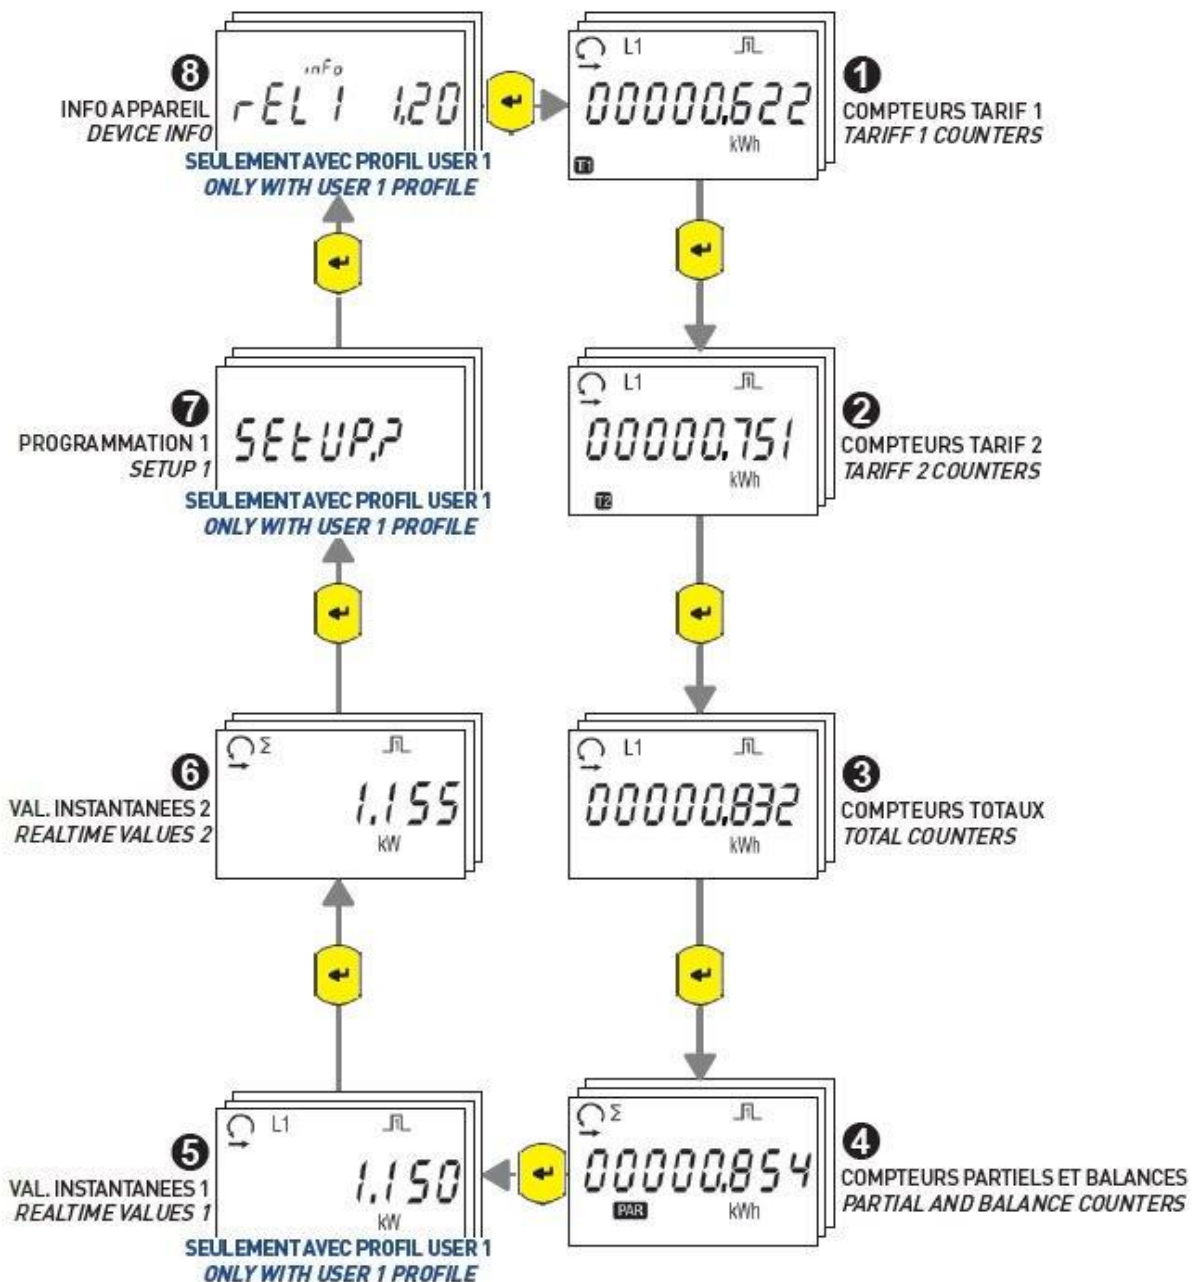 8
INFO APPAREIL
DEVICE INFO
info
rEL1 1,20
SEULEMENT AVEC PROFIL USER 1
ONLY WITH USER 1 PROFILE
L1
00000,622
kWh
T1
1
COMPTEURS TARIF 1
TARIFF 1 COUNTERS
7
PROGRAMMATION 1
SETUP 1
SEtUP,?
SEULEMENT AVEC PROFIL USER 1
ONLY WITH USER 1 PROFILE
L1
00000,751
kWh
T2
2
COMPTEURS TARIF 2
TARIFF 2 COUNTERS
6
VAL. INSTANTANEES 2
REALTIME VALUES 2
Σ
1,155
kW
L1
00000,832
kWh
3
COMPTEURS TOTAUX
TOTAL COUNTERS
5
VAL. INSTANTANEES 1
REALTIME VALUES 1
L1
1,150
kW
SEULEMENT AVEC PROFIL USER 1
ONLY WITH USER 1 PROFILE
Σ
00000,854
PAR kWh
4
COMPTEURS PARTIELS ET BALANCES
PARTIAL AND BALANCE COUNTERS